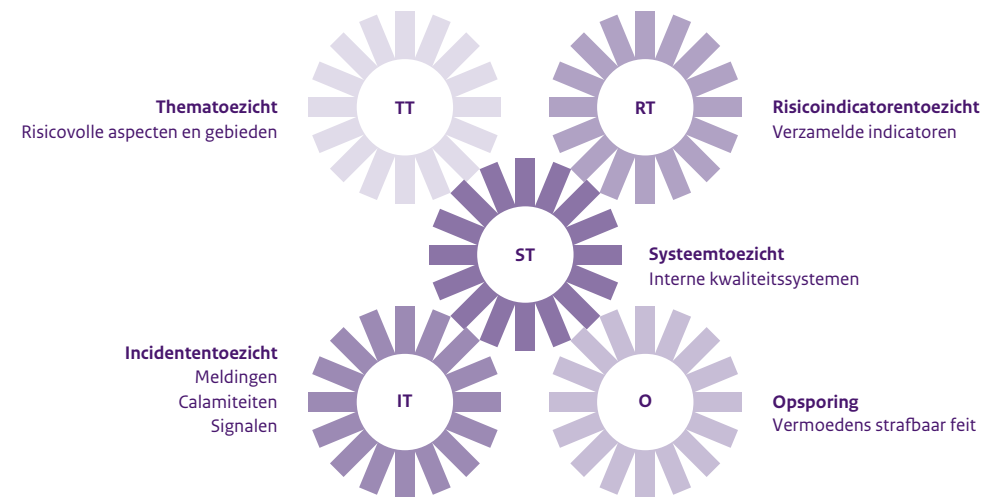 TT
Thematoezicht
Risicovolle aspecten en gebieden
RT
Risicoindicatorentoezicht
Verzamelde indicatoren
ST
Systeemtoezicht
Interne kwaliteitssystemen
Incidententoezicht
Meldingen
Calamiteiten
Signalen
IT
O
Opsporing
Vermoedens strafbaar feit